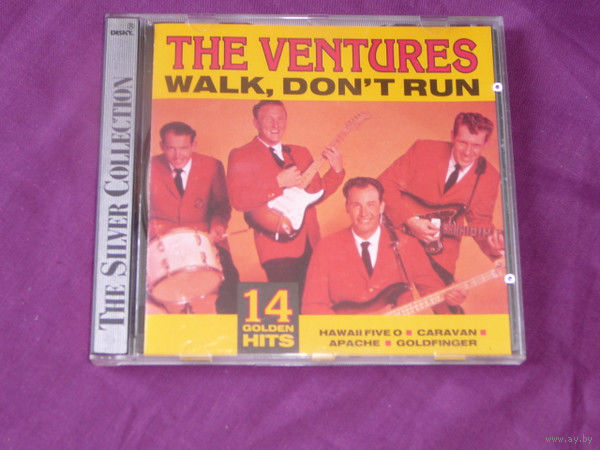 DISKY®
THE SILVER COLLECTION
THE VENTURES
WALK, DON'T RUN
14
GOLDEN
HITS
HAWAII FIVE O ▪ CARAVAN ▪
APACHE ▪ GOLDFINGER
www.ay.by